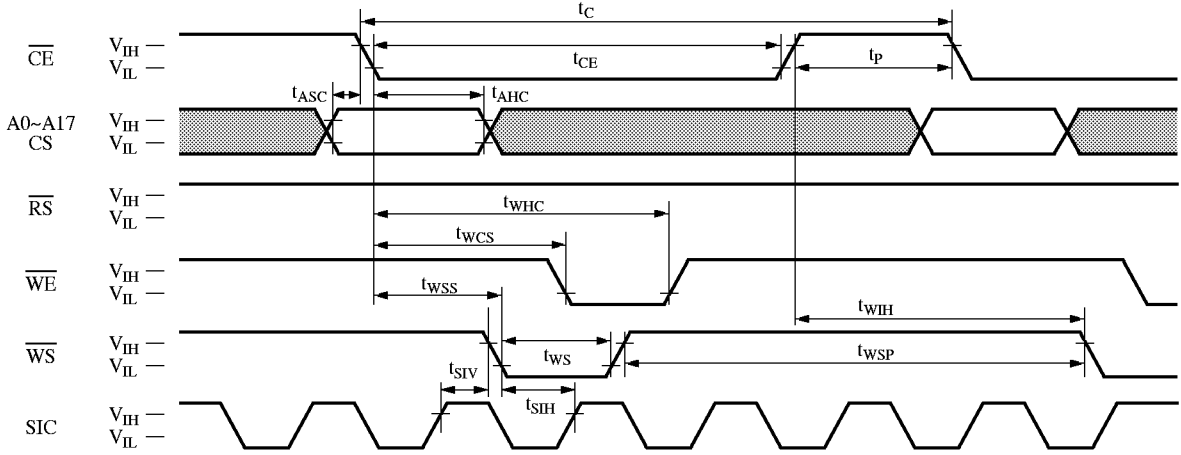 t_C
CE
V_IH
V_IL
t_CE
t_P
t_ASC
t_AHC
A0~A17
CS
V_IH
V_IL
RS
V_IH
V_IL
t_WHC
t_WCS
WE
V_IH
V_IL
t_WSS
t_WIH
WS
V_IH
V_IL
t_WS
t_WSP
t_SIV
t_SIH
SIC
V_IH
V_IL